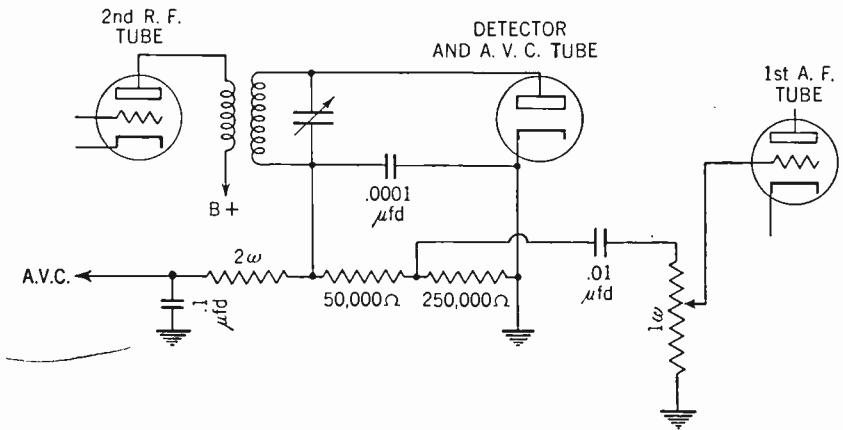 2nd R. F.
TUBE
DETECTOR
AND A. V. C. TUBE
1st A. F.
TUBE
B+
.0001
μfd
A.V.C.
2ω
.1
μfd
50,000Ω
250,000Ω
.01
μfd
1ω